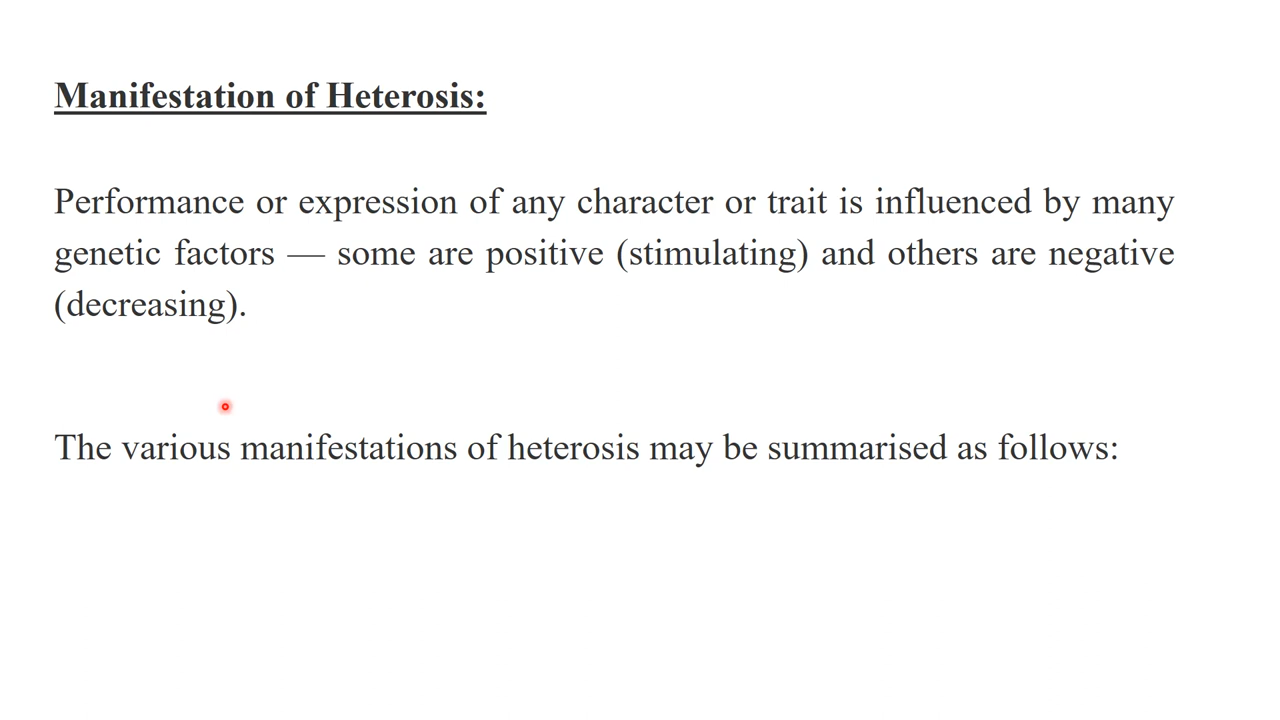 Manifestation of Heterosis:
Performance or expression of any character or trait is influenced by many
genetic factors — some are positive (stimulating) and others are negative
(decreasing).
The various manifestations of heterosis may be summarised as follows: